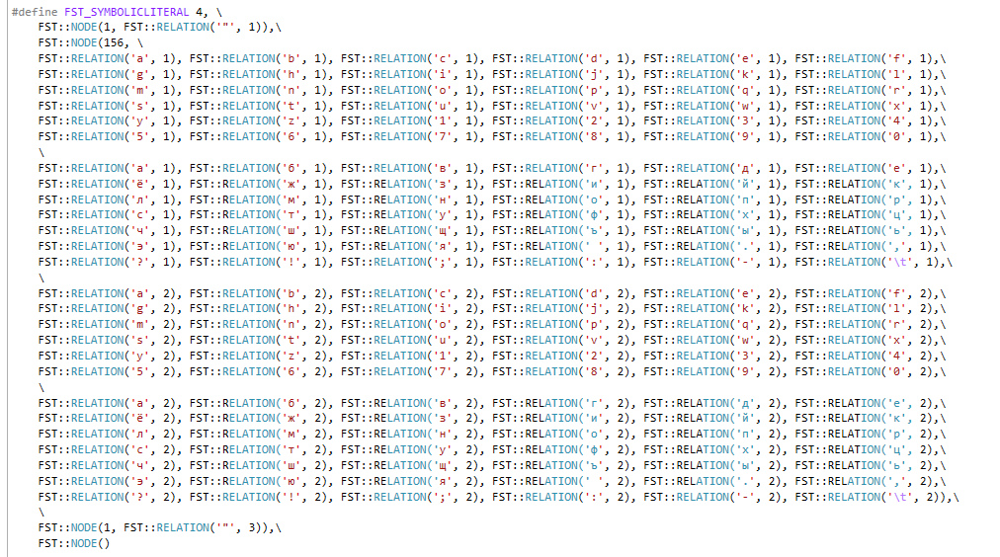 #define FST_SYMBOLICLITERAL 4, \
FST::NODE(1, FST::RELATION('"', 1)),\
FST::NODE(156, \
FST::RELATION('a', 1), FST::RELATION('b', 1), FST::RELATION('c', 1), FST::RELATION('d', 1), FST::RELATION('e', 1), FST::RELATION('f', 1),\
FST::RELATION('g', 1), FST::RELATION('h', 1), FST::RELATION('i', 1), FST::RELATION('j', 1), FST::RELATION('k', 1), FST::RELATION('l', 1),\
FST::RELATION('m', 1), FST::RELATION('n', 1), FST::RELATION('o', 1), FST::RELATION('p', 1), FST::RELATION('q', 1), FST::RELATION('r', 1),\
FST::RELATION('s', 1), FST::RELATION('t', 1), FST::RELATION('u', 1), FST::RELATION('v', 1), FST::RELATION('w', 1), FST::RELATION('x', 1),\
FST::RELATION('y', 1), FST::RELATION('z', 1), FST::RELATION('1', 1), FST::RELATION('2', 1), FST::RELATION('3', 1), FST::RELATION('4', 1),\
FST::RELATION('5', 1), FST::RELATION('6', 1), FST::RELATION('7', 1), FST::RELATION('8', 1), FST::RELATION('9', 1), FST::RELATION('0', 1),\
\
FST::RELATION('а', 1), FST::RELATION('б', 1), FST::RELATION('в', 1), FST::RELATION('г', 1), FST::RELATION('д', 1), FST::RELATION('е', 1),\
FST::RELATION('ё', 1), FST::RELATION('ж', 1), FST::RELATION('з', 1), FST::RELATION('и', 1), FST::RELATION('й', 1), FST::RELATION('к', 1),\
FST::RELATION('л', 1), FST::RELATION('м', 1), FST::RELATION('н', 1), FST::RELATION('о', 1), FST::RELATION('п', 1), FST::RELATION('р', 1),\
FST::RELATION('с', 1), FST::RELATION('т', 1), FST::RELATION('у', 1), FST::RELATION('ф', 1), FST::RELATION('х', 1), FST::RELATION('ц', 1),\
FST::RELATION('ч', 1), FST::RELATION('ш', 1), FST::RELATION('щ', 1), FST::RELATION('ъ', 1), FST::RELATION('ы', 1), FST::RELATION('ь', 1),\
FST::RELATION('э', 1), FST::RELATION('ю', 1), FST::RELATION('я', 1), FST::RELATION(' ', 1), FST::RELATION('.', 1), FST::RELATION(',', 1),\
FST::RELATION('?', 1), FST::RELATION('!', 1), FST::RELATION(';', 1), FST::RELATION(':', 1), FST::RELATION('-', 1), FST::RELATION('\t', 1),\
\
FST::RELATION('a', 2), FST::RELATION('b', 2), FST::RELATION('c', 2), FST::RELATION('d', 2), FST::RELATION('e', 2), FST::RELATION('f', 2),\
FST::RELATION('g', 2), FST::RELATION('h', 2), FST::RELATION('i', 2), FST::RELATION('j', 2), FST::RELATION('k', 2), FST::RELATION('l', 2),\
FST::RELATION('m', 2), FST::RELATION('n', 2), FST::RELATION('o', 2), FST::RELATION('p', 2), FST::RELATION('q', 2), FST::RELATION('r', 2),\
FST::RELATION('s', 2), FST::RELATION('t', 2), FST::RELATION('u', 2), FST::RELATION('v', 2), FST::RELATION('w', 2), FST::RELATION('x', 2),\
FST::RELATION('y', 2), FST::RELATION('z', 2), FST::RELATION('1', 2), FST::RELATION('2', 2), FST::RELATION('3', 2), FST::RELATION('4', 2),\
FST::RELATION('5', 2), FST::RELATION('6', 2), FST::RELATION('7', 2), FST::RELATION('8', 2), FST::RELATION('9', 2), FST::RELATION('0', 2),\
\
FST::RELATION('а', 2), FST::RELATION('б', 2), FST::RELATION('в', 2), FST::RELATION('г', 2), FST::RELATION('д', 2), FST::RELATION('е', 2),\
FST::RELATION('ё', 2), FST::RELATION('ж', 2), FST::RELATION('з', 2), FST::RELATION('и', 2), FST::RELATION('й', 2), FST::RELATION('к', 2),\
FST::RELATION('л', 2), FST::RELATION('м', 2), FST::RELATION('н', 2), FST::RELATION('о', 2), FST::RELATION('п', 2), FST::RELATION('р', 2),\
FST::RELATION('с', 2), FST::RELATION('т', 2), FST::RELATION('у', 2), FST::RELATION('ф', 2), FST::RELATION('х', 2), FST::RELATION('ц', 2),\
FST::RELATION('ч', 2), FST::RELATION('ш', 2), FST::RELATION('щ', 2), FST::RELATION('ъ', 2), FST::RELATION('ы', 2), FST::RELATION('ь', 2),\
FST::RELATION('э', 2), FST::RELATION('ю', 2), FST::RELATION('я', 2), FST::RELATION(' ', 2), FST::RELATION('.', 2), FST::RELATION(',', 2),\
FST::RELATION('?', 2), FST::RELATION('!', 2), FST::RELATION(';', 2), FST::RELATION(':', 2), FST::RELATION('-', 2), FST::RELATION('\t', 2)),\
\
FST::NODE(1, FST::RELATION('"', 3)),\
FST::NODE()